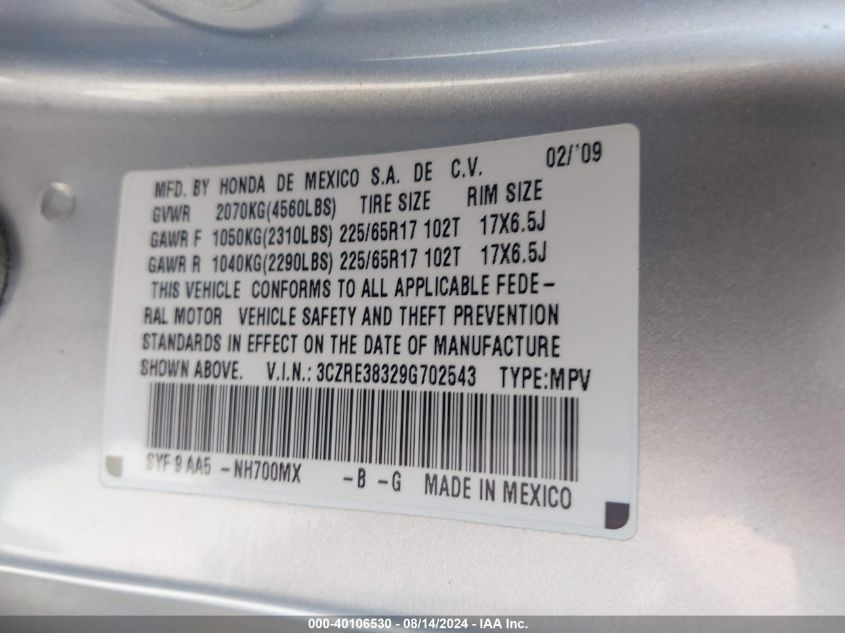 MFD. BY HONDA DE MEXICO S.A. DE C.V. 02/'09
GVWR 2070KG(4560LBS) TIRE SIZE RIM SIZE
GAWR F 1050KG(2310LBS) 225/65R17 102T 17X6.5J
GAWR R 1040KG(2290LBS) 225/65R17 102T 17X6.5J
THIS VEHICLE CONFORMS TO ALL APPLICABLE FEDE-
RAL MOTOR VEHICLE SAFETY AND THEFT PREVENTION
STANDARDS IN EFFECT ON THE DATE OF MANUFACTURE
SHOWN ABOVE. V.I.N.: 3CZRE38329G702543 TYPE:MPV
SYF 9 AA5 -NH700MX -B -G MADE IN MEXICO
000-40106530 - 08/14/2024 - IAA Inc.